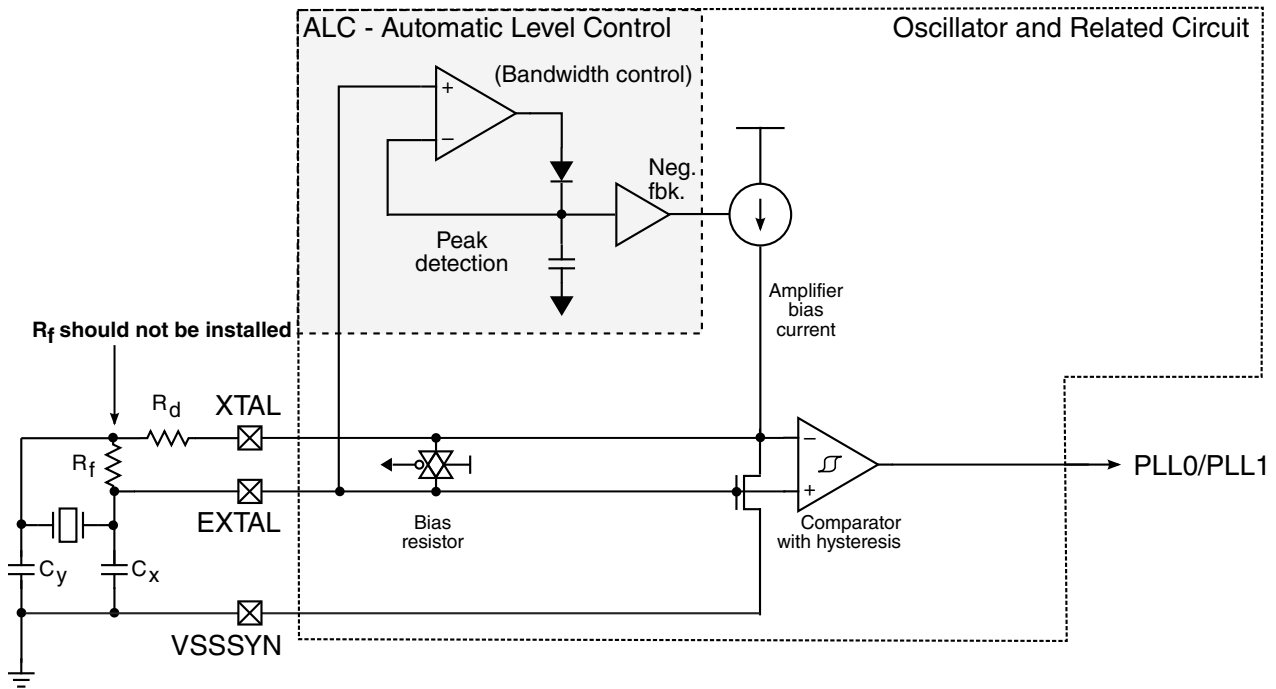 ALC - Automatic Level Control
Oscillator and Related Circuit
(Bandwidth control)
+
−
Neg.
fbk.
Peak
detection
Amplifier
bias
current
Rf should not be installed
Rd
XTAL
Rf
EXTAL
Bias
resistor
−
+
Comparator
with hysteresis
PLL0/PLL1
Cy
Cx
VSSSYN